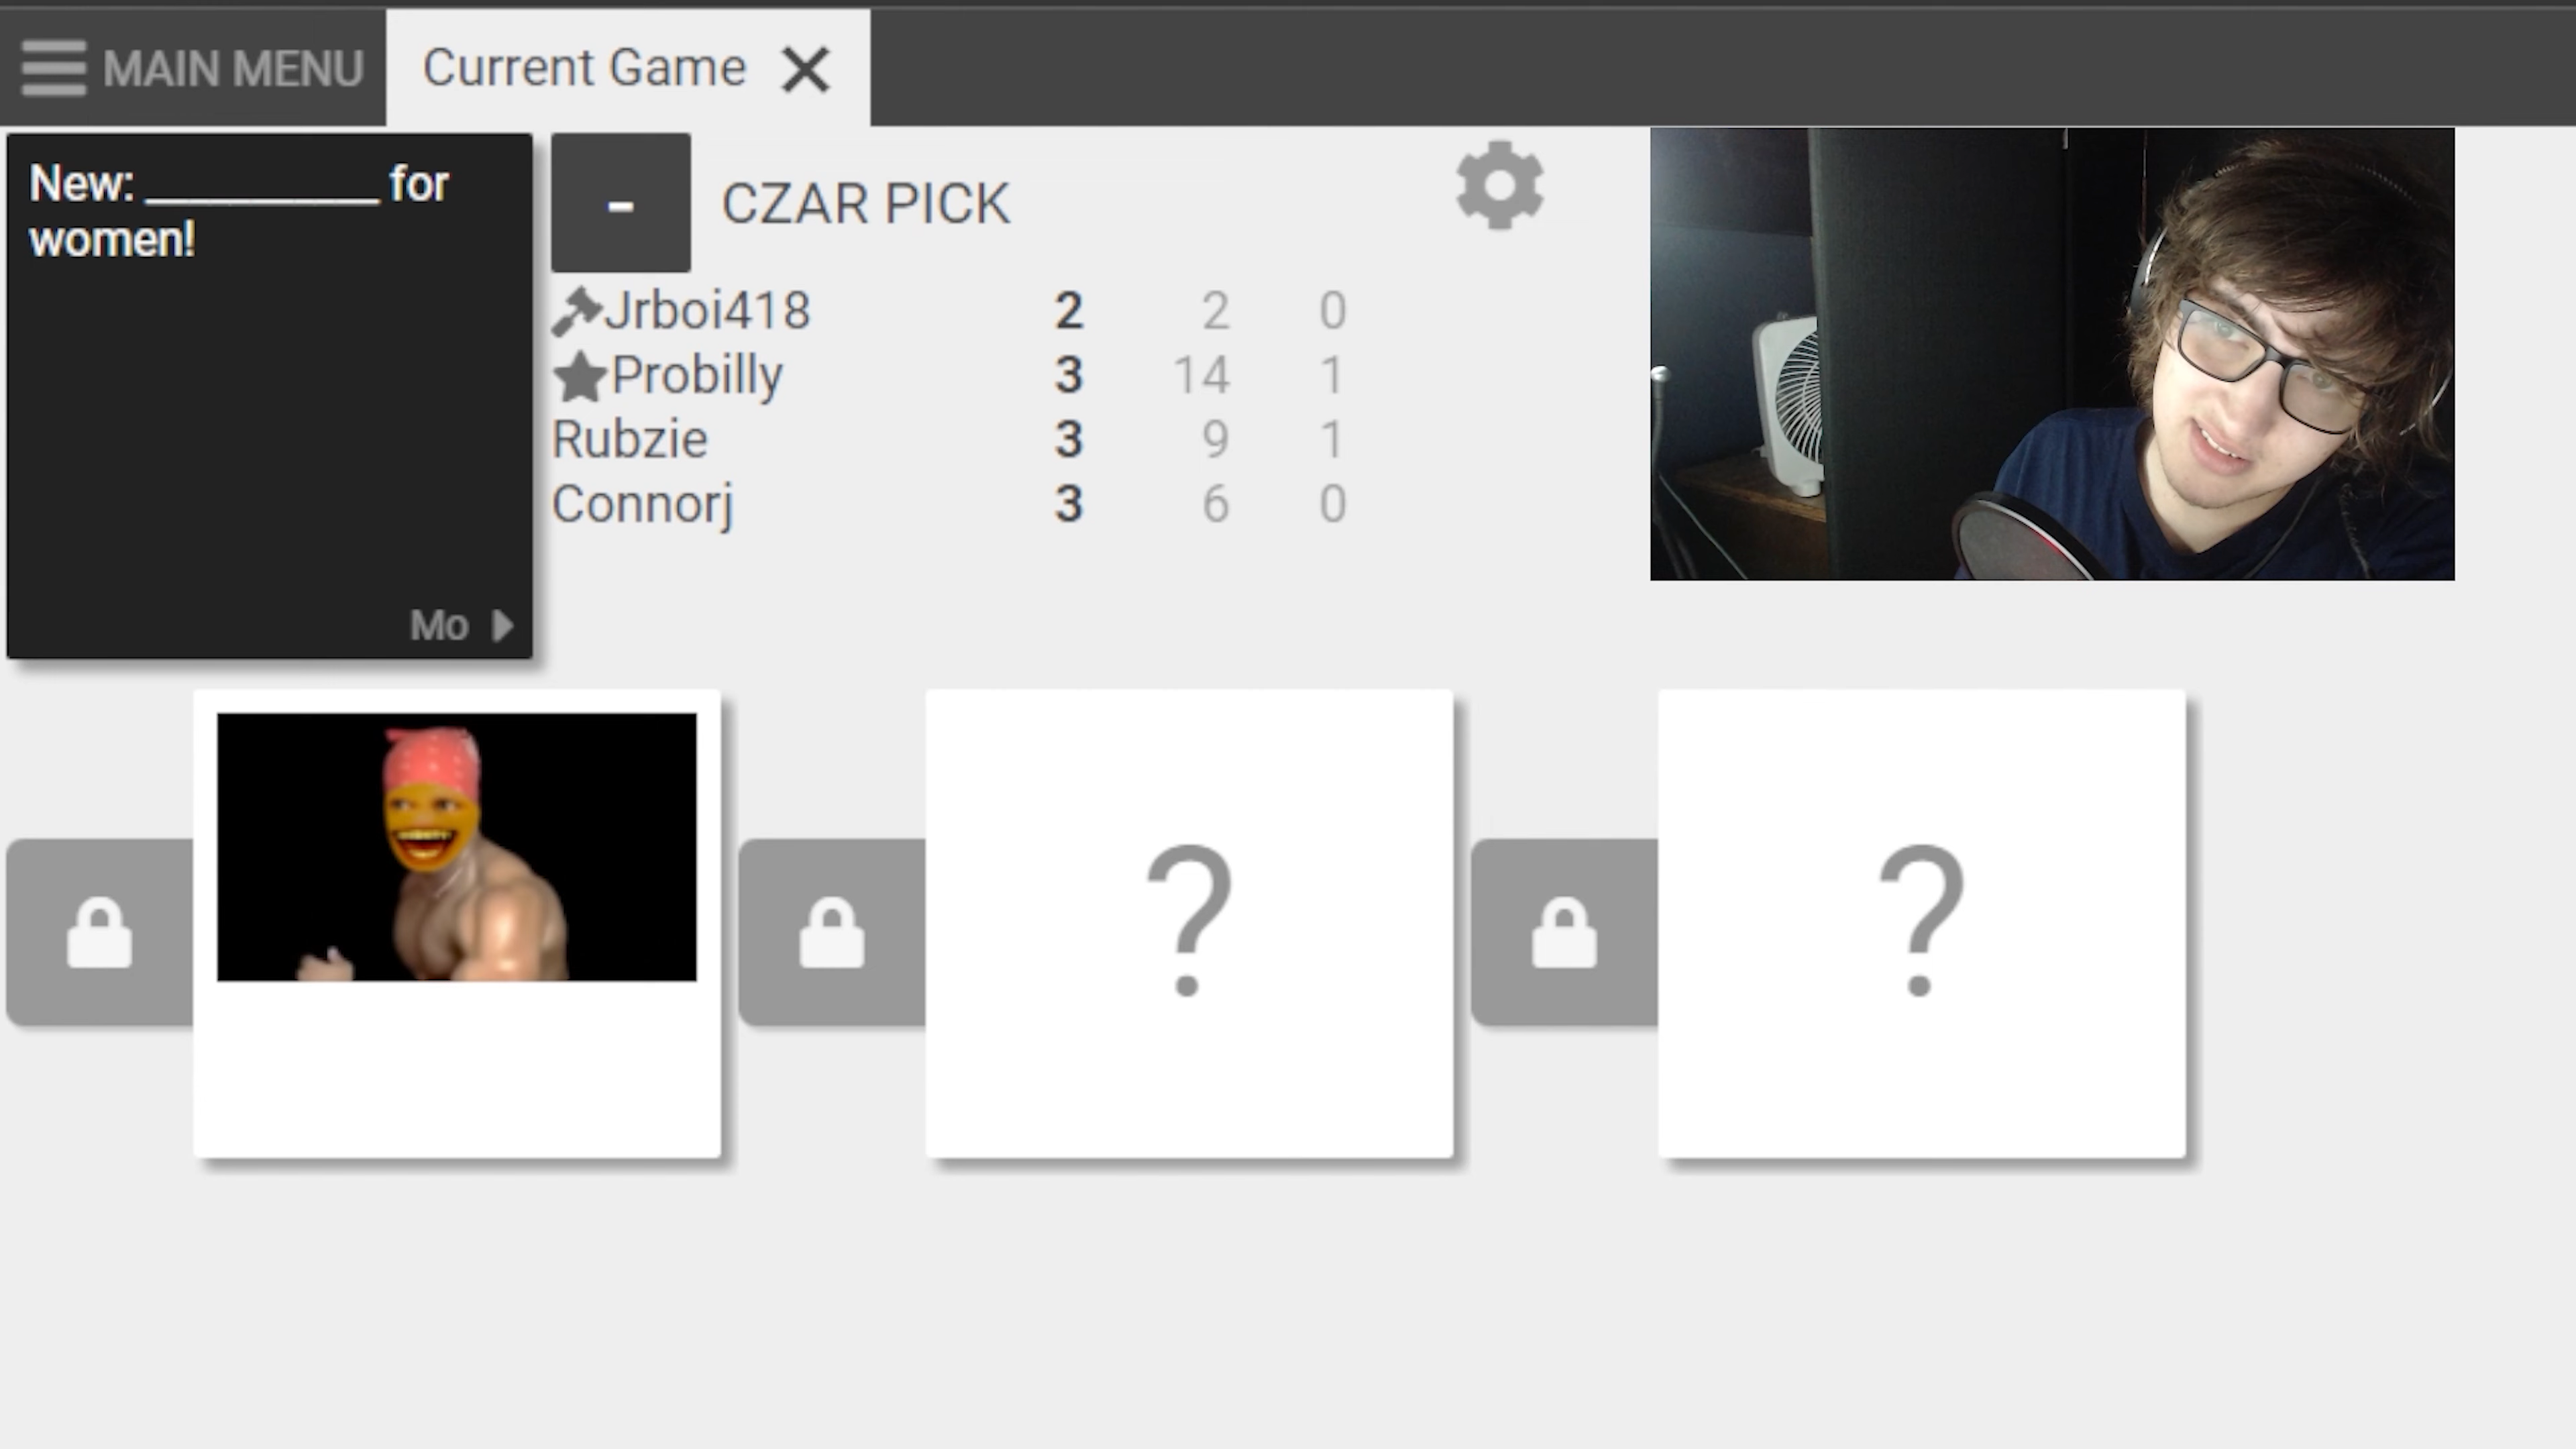 MAIN MENU
Current Game
New: __________ for
women!
Mo
-
CZAR PICK
Jrboi418 2 2 0
Probilly 3 14 1
Rubzie 3 9 1
Connorj 3 6 0
? ?